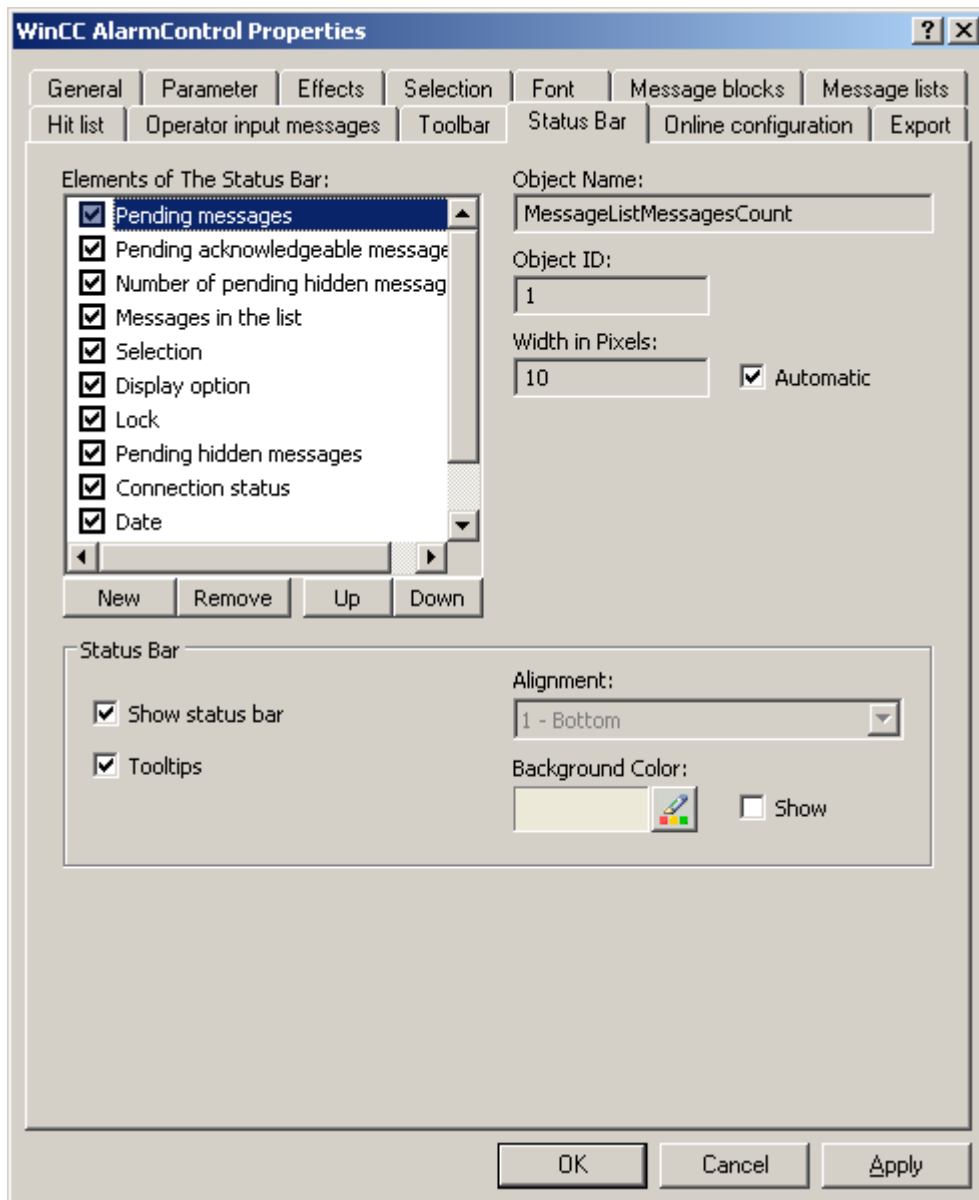 WinCC AlarmControl Properties
General Parameter Effects Selection Font Message blocks Message lists
Hit list Operator input messages Toolbar Status Bar Online configuration Export
Elements of The Status Bar:
Pending messages
Pending acknowledgeable message
Number of pending hidden messag
Messages in the list
Selection
Display option
Lock
Pending hidden messages
Connection status
Date
New Remove Up Down
Object Name:
MessageListMessagesCount
Object ID:
1
Width in Pixels:
10 Automatic
Status Bar
Show status bar
Tooltips
Alignment:
1 - Bottom
Background Color:
Show
OK Cancel Apply